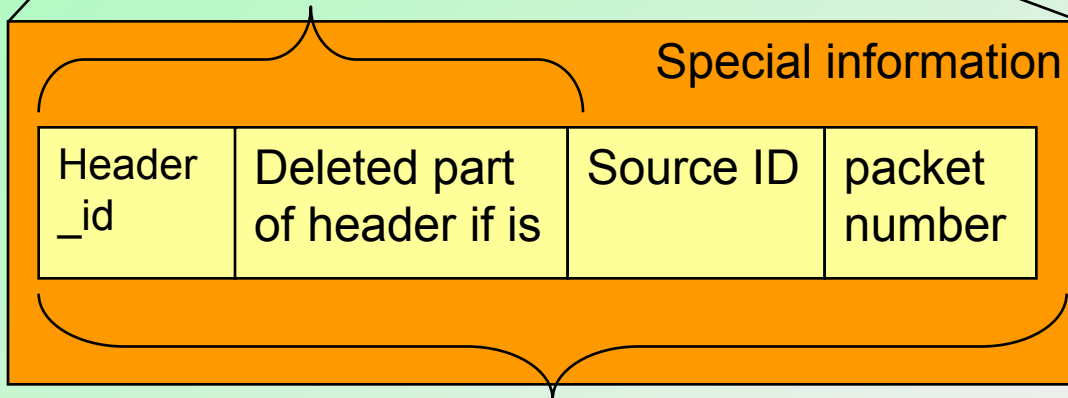 Special information
Header
_id
Deleted part
of header if is
Source ID
packet
number